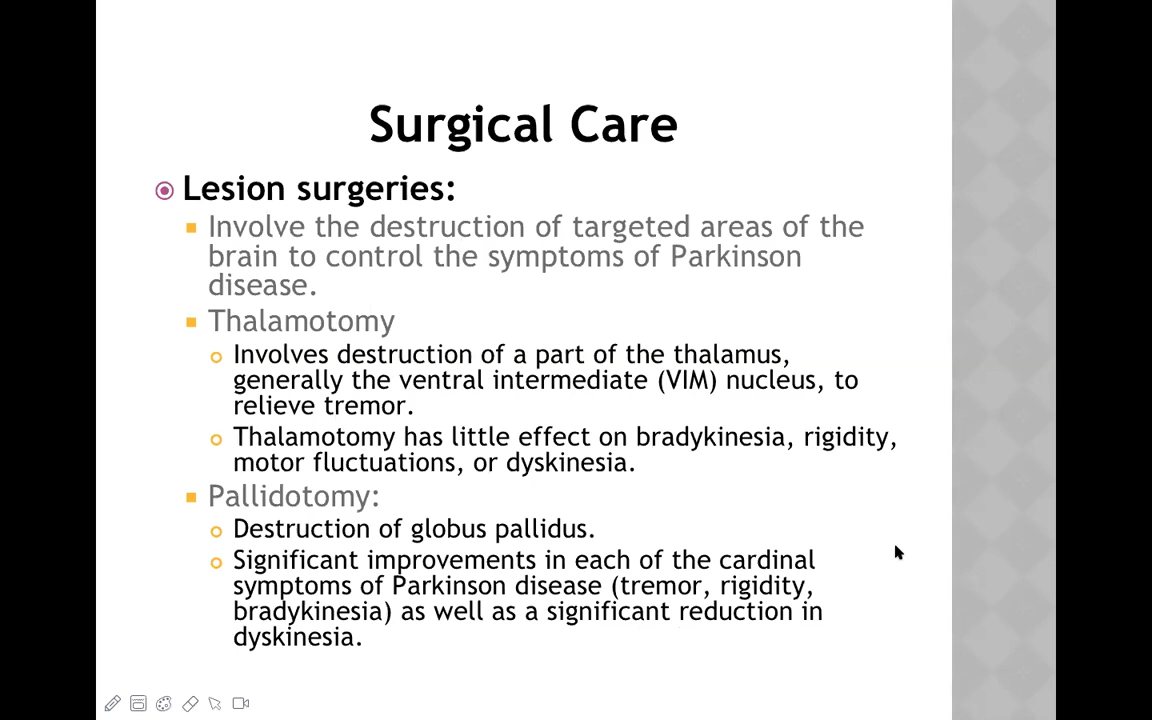 Surgical Care
Lesion surgeries:
Involve the destruction of targeted areas of the
brain to control the symptoms of Parkinson
disease.
Thalamotomy
Involves destruction of a part of the thalamus,
generally the ventral intermediate (VIM) nucleus, to
relieve tremor.
Thalamotomy has little effect on bradykinesia, rigidity,
motor fluctuations, or dyskinesia.
Pallidotomy:
Destruction of globus pallidus.
Significant improvements in each of the cardinal
symptoms of Parkinson disease (tremor, rigidity,
bradykinesia) as well as a significant reduction in
dyskinesia.